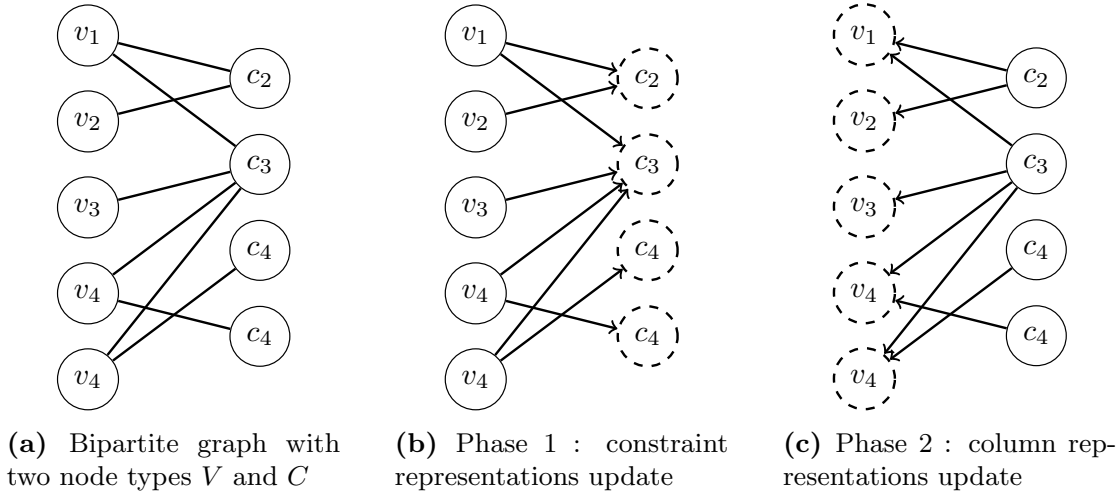 v1
c2
v2
c3
v3
c4
v4
c4
v4
(a) Bipartite graph with
two node types V and C
v1
c2
v2
c3
v3
c4
v4
c4
v4
(b) Phase 1 : constraint
representations update
v1
c2
v2
c3
v3
c4
v4
c4
v4
(c) Phase 2 : column rep-
resentations update